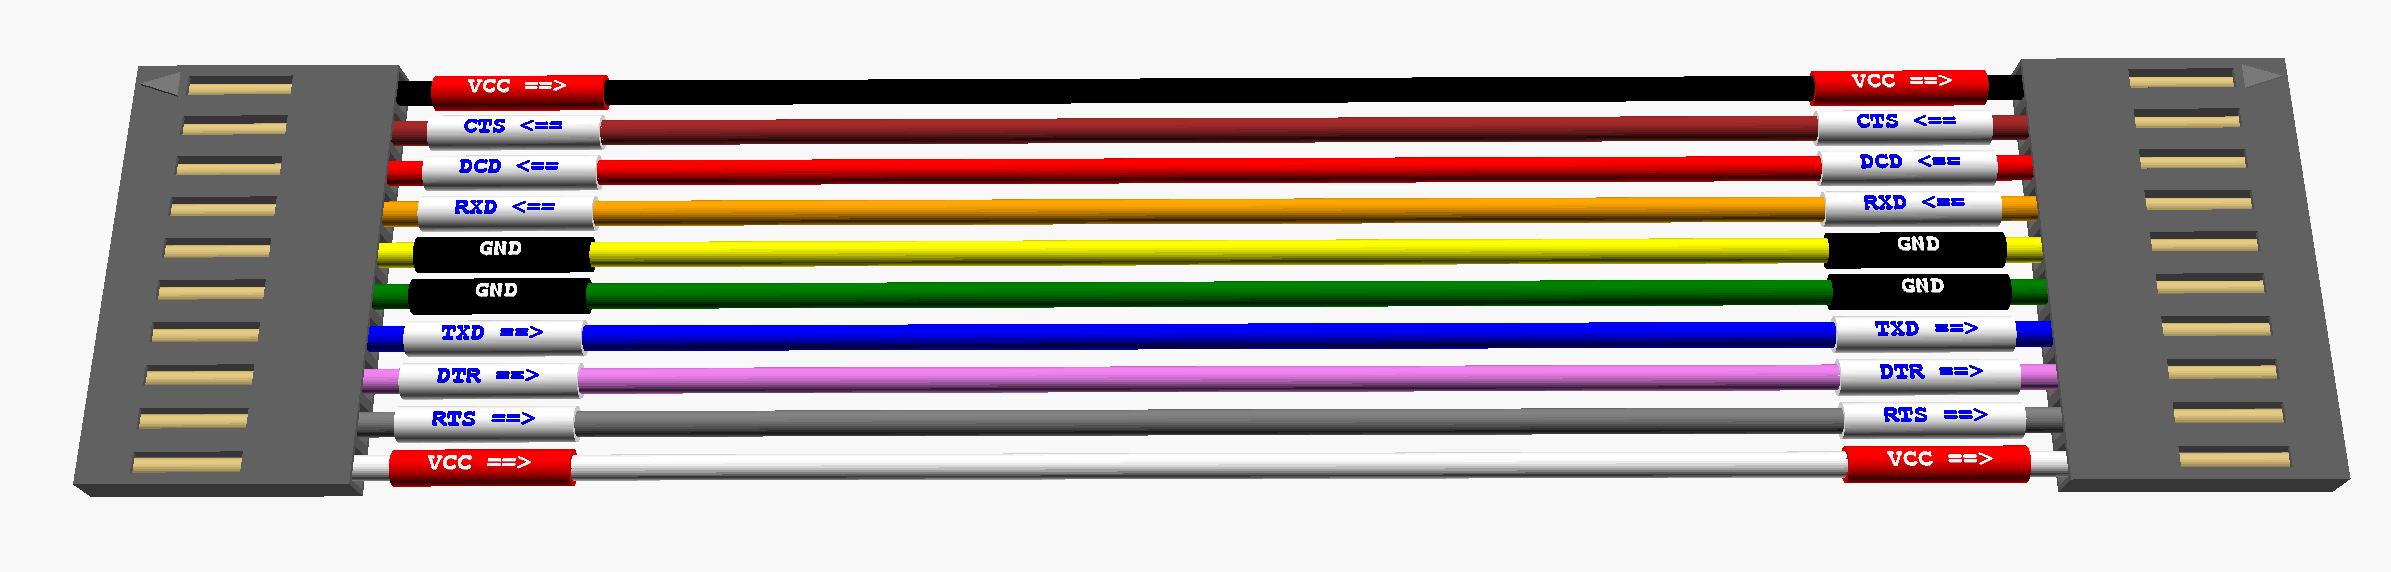 VCC ==> VCC ==>
CTS <== CTS <==
DCD <== DCD <==
RXD <== RXD <==
GND GND
GND GND
TXD ==> TXD ==>
DTR ==> DTR ==>
RTS ==> RTS ==>
VCC ==> VCC ==>